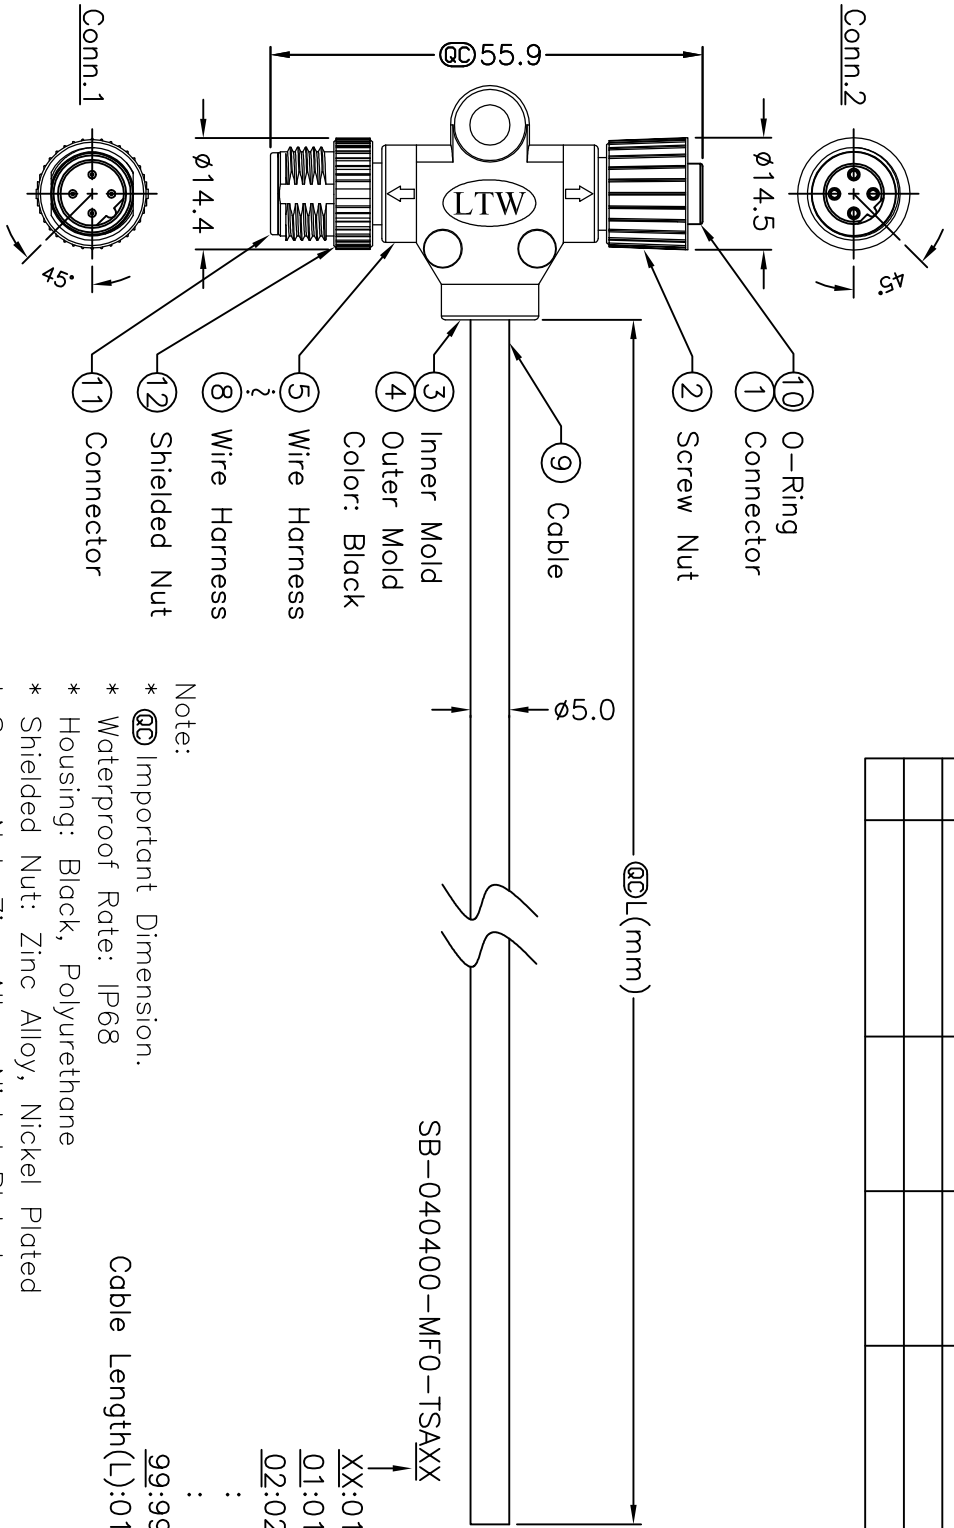 Conn.2
45°
ø14.5
10 O-Ring
1 Connector
2 Screw Nut
QC 55.9
LTW
9 Cable
QC L(mm)
ø5.0
3 Inner Mold
4 Outer Mold
Color: Black
5 Wire Harness
~
8 Wire Harness
12 Shielded Nut
11 Connector
ø14.4
Conn.1
45°
SB-040400-MF0-TSAXX
XX:01
01:01
02:02
:
:
99:99
Cable Length(L):01
Note:
* QC Important Dimension.
* Waterproof Rate: IP68
* Housing: Black, Polyurethane
* Shielded Nut: Zinc Alloy, Nickel Plated